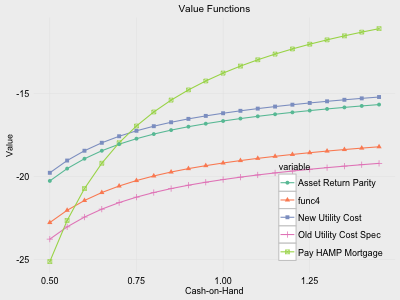 Value Functions
-15
-20
-25
Value
0.50
0.75
1.00
1.25
Cash-on-Hand
variable
Asset Return Parity
func4
New Utility Cost
Old Utility Cost Spec
Pay HAMP Mortgage